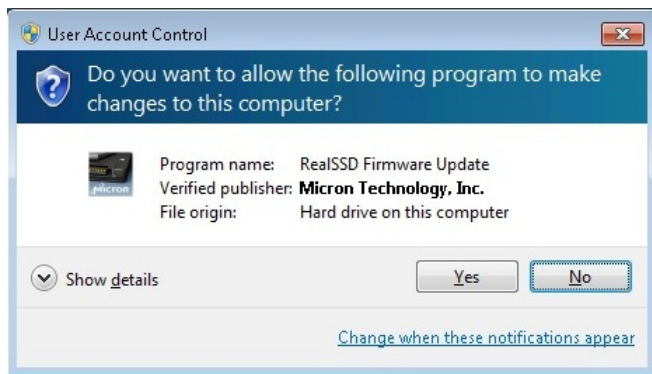 User Account Control
Do you want to allow the following program to make
changes to this computer?
Micron
Program name: RealSSD Firmware Update
Verified publisher: Micron Technology, Inc.
File origin: Hard drive on this computer
Show details
Yes
No
Change when these notifications appear